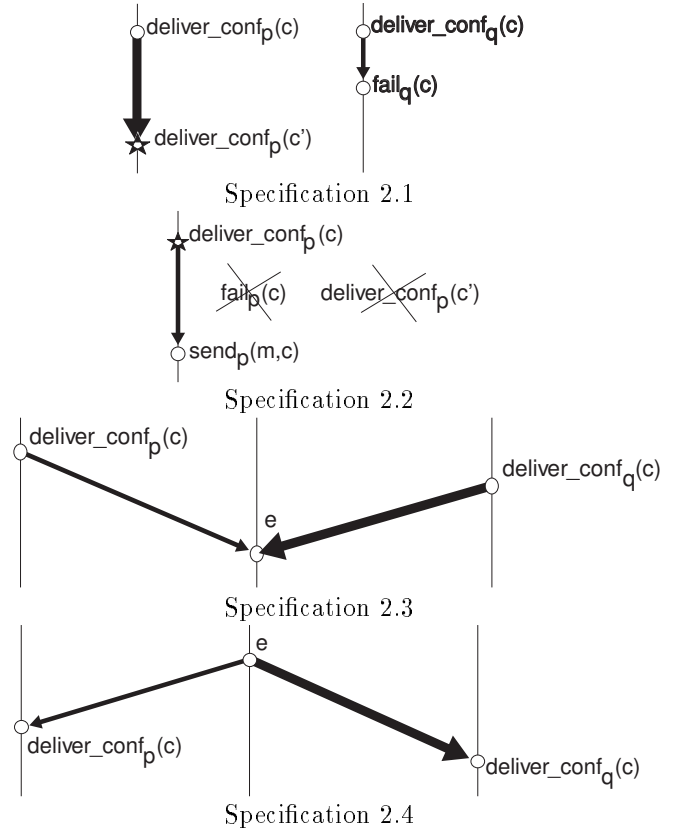 deliver_confp(c) deliver_confq(c)
failq(c)
deliver_confp(c')
Specification 2.1
deliver_confp(c)
failp(c) deliver_confp(c')
sendp(m,c)
Specification 2.2
deliver_confp(c)
deliver_confq(c)
e
Specification 2.3
e
deliver_confp(c)
deliver_confq(c)
Specification 2.4